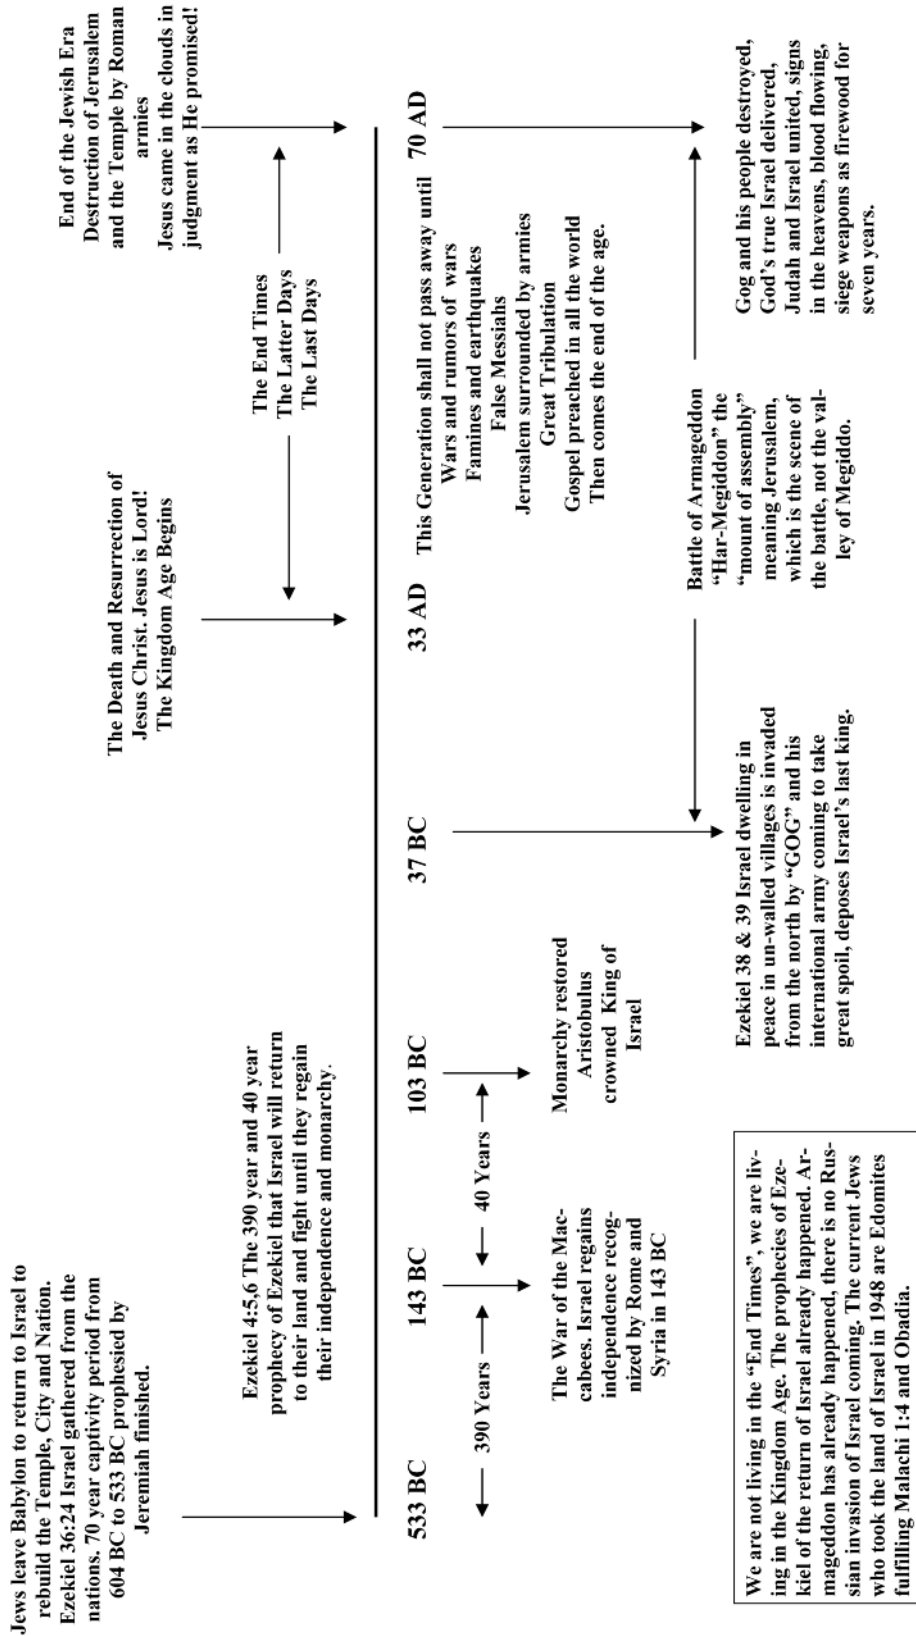 Jews leave Babylon to return to Israel to
rebuild the Temple, City and Nation.
Ezekiel 36:24 Israel gathered from the
nations. 70 year captivity period from
604 BC to 533 BC prophesied by
Jeremiah finished.
Ezekiel 4:5,6 The 390 year and 40 year
prophecy of Ezekiel that Israel will return
to their land and fight until they regain
their independence and monarchy.
The Death and Resurrection of
Jesus Christ. Jesus is Lord!
The Kingdom Age Begins
The End Times
The Latter Days
The Last Days
End of the Jewish Era
Destruction of Jerusalem
and the Temple by Roman
armies
Jesus came in the clouds in
judgment as He promised!
533 BC
143 BC
103 BC
37 BC
33 AD
70 AD
390 Years
40 Years
This Generation shall not pass away until
Wars and rumors of wars
Famines and earthquakes
False Messiahs
Jerusalem surrounded by armies
Great Tribulation
Gospel preached in all the world
Then comes the end of the age.
The War of the Mac-
cabees. Israel regains
independence recog-
nized by Rome and
Syria in 143 BC
Monarchy restored
Aristobulus
crowned King of
Israel
Battle of Armageddon
“Har-Megiddon” the
“mount of assembly”
meaning Jerusalem,
which is the scene of
the battle, not the val-
ley of Megiddo.
We are not living in the “End Times”, we are liv-
ing in the Kingdom Age. The prophecies of Eze-
kiel of the return of Israel already happened. Ar-
mageddon has already happened, there is no Rus-
sian invasion of Israel coming. The current Jews
who took the land of Israel in 1948 are Edomites
fulfilling Malachi 1:4 and Obadia.
Ezekiel 38 & 39 Israel dwelling in
peace in un-walled villages is invaded
from the north by “GOG” and his
international army coming to take
great spoil, deposes Israel’s last king.
Gog and his people destroyed,
God’s true Israel delivered,
Judah and Israel united, signs
in the heavens, blood flowing,
siege weapons as firewood for
seven years.